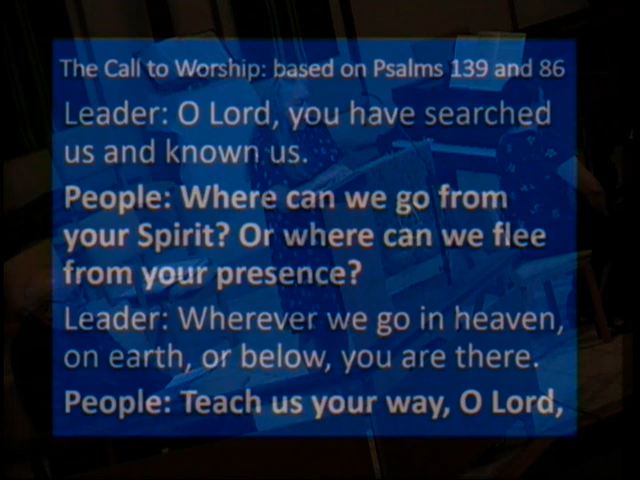 The Call to Worship: based on Psalms 139 and 86
Leader: O Lord, you have searched
us and known us.
People: Where can we go from
your Spirit? Or where can we flee
from your presence?
Leader: Wherever we go in heaven,
on earth, or below, you are there.
People: Teach us your way, O Lord,